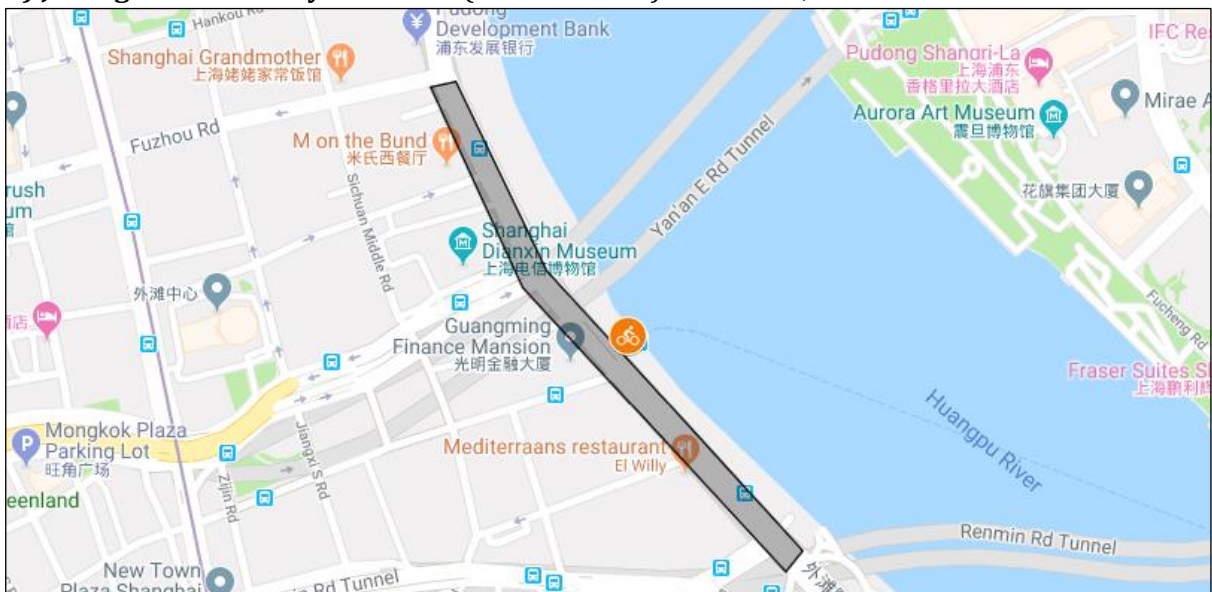 Hankou Rd
Development Bank
浦东发展银行
Shanghai Grandmother
上海姥姥家常饭馆
IFC Re
Pudong Shangri-La
上海浦东
香格里拉大酒店
Mirae A
Aurora Art Museum
震旦博物馆
Fuzhou Rd
M on the Bund
米氏西餐厅
Yan'an E Rd Tunnel
rush
um
Sichuan Middle Rd
花旗集团大厦
Shanghai
Dianxin Museum
上海电信博物馆
外滩中心
酒店
Fucheng Rd
Guangming
Finance Mansion
光明金融大厦
Fraser Suites S
上海鹏利辉
Huangpu River
Mongkok Plaza
Parking Lot
旺角广场
Jiangxi S Rd
Mediterraans restaurant
El Willy
Zijin Rd
eenland
Renmin Rd Tunnel
New Town
Plaza Shanghai
Rd Tunnel
外滩